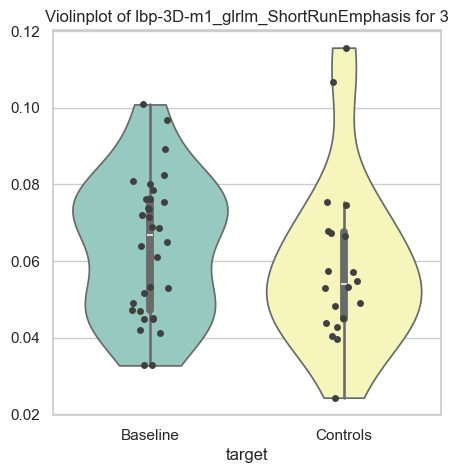 Violinplot of lbp-3D-m1_glrlm_ShortRunEmphasis for 3
0.12
0.10
0.08
0.06
0.04
0.02
Baseline Controls
target